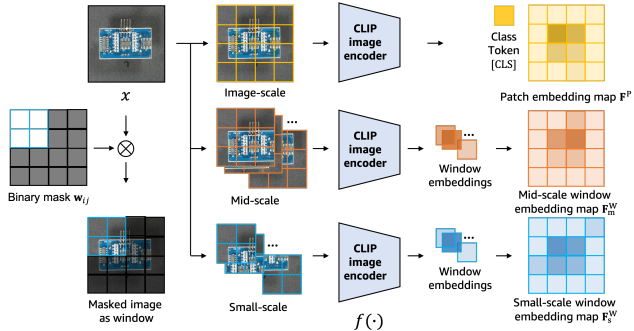 x
Binary mask w_ij
Masked image
as window
Image-scale
Mid-scale
...
Small-scale
...
CLIP
image
encoder
CLIP
image
encoder
CLIP
image
encoder
f(·)
...
Window
embeddings
...
Window
embeddings
Class
Token
[CLS]
Patch embedding map F^P
Mid-scale window
embedding map F_m^W
Small-scale window
embedding map F_s^W